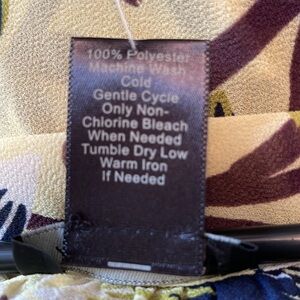 100% Polyester
Machine Wash
Cold
Gentle Cycle
Only Non-
Chlorine Bleach
When Needed
Tumble Dry Low
Warm Iron
If Needed